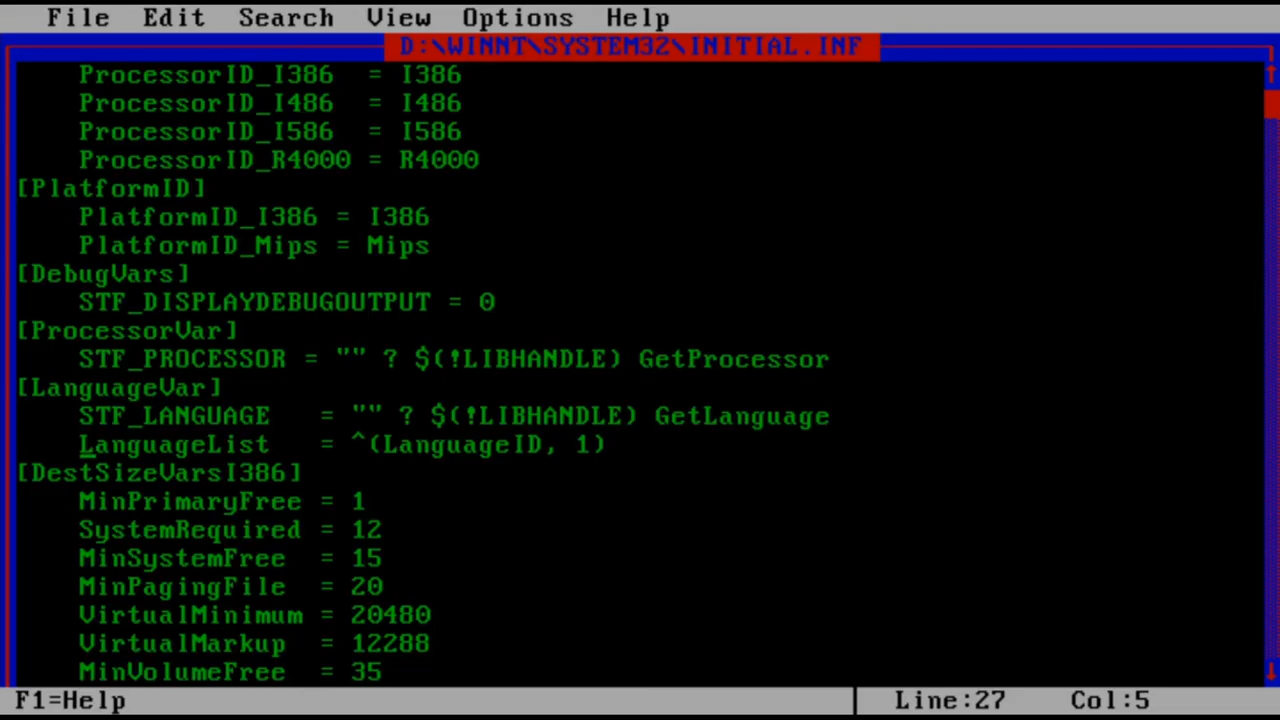 File Edit Search View Options Help
D:\WINNT\SYSTEM32\INITIAL.INF
ProcessorID_I386 = I386
ProcessorID_I486 = I486
ProcessorID_I586 = I586
ProcessorID_R4000 = R4000
[PlatformID]
PlatformID_I386 = I386
PlatformID_Mips = Mips
[DebugVars]
STF_DISPLAYDEBUGOUTPUT = 0
[ProcessorVar]
STF_PROCESSOR = "" ? $(!LIBHANDLE) GetProcessor
[LanguageVar]
STF_LANGUAGE = "" ? $(!LIBHANDLE) GetLanguage
LanguageList = ^(LanguageID, 1)
[DestSizeVarsI386]
MinPrimaryFree = 1
SystemRequired = 12
MinSystemFree = 15
MinPagingFile = 20
VirtualMinimum = 20480
VirtualMarkup = 12288
MinVolumeFree = 35
F1=Help Line:27 Col:5